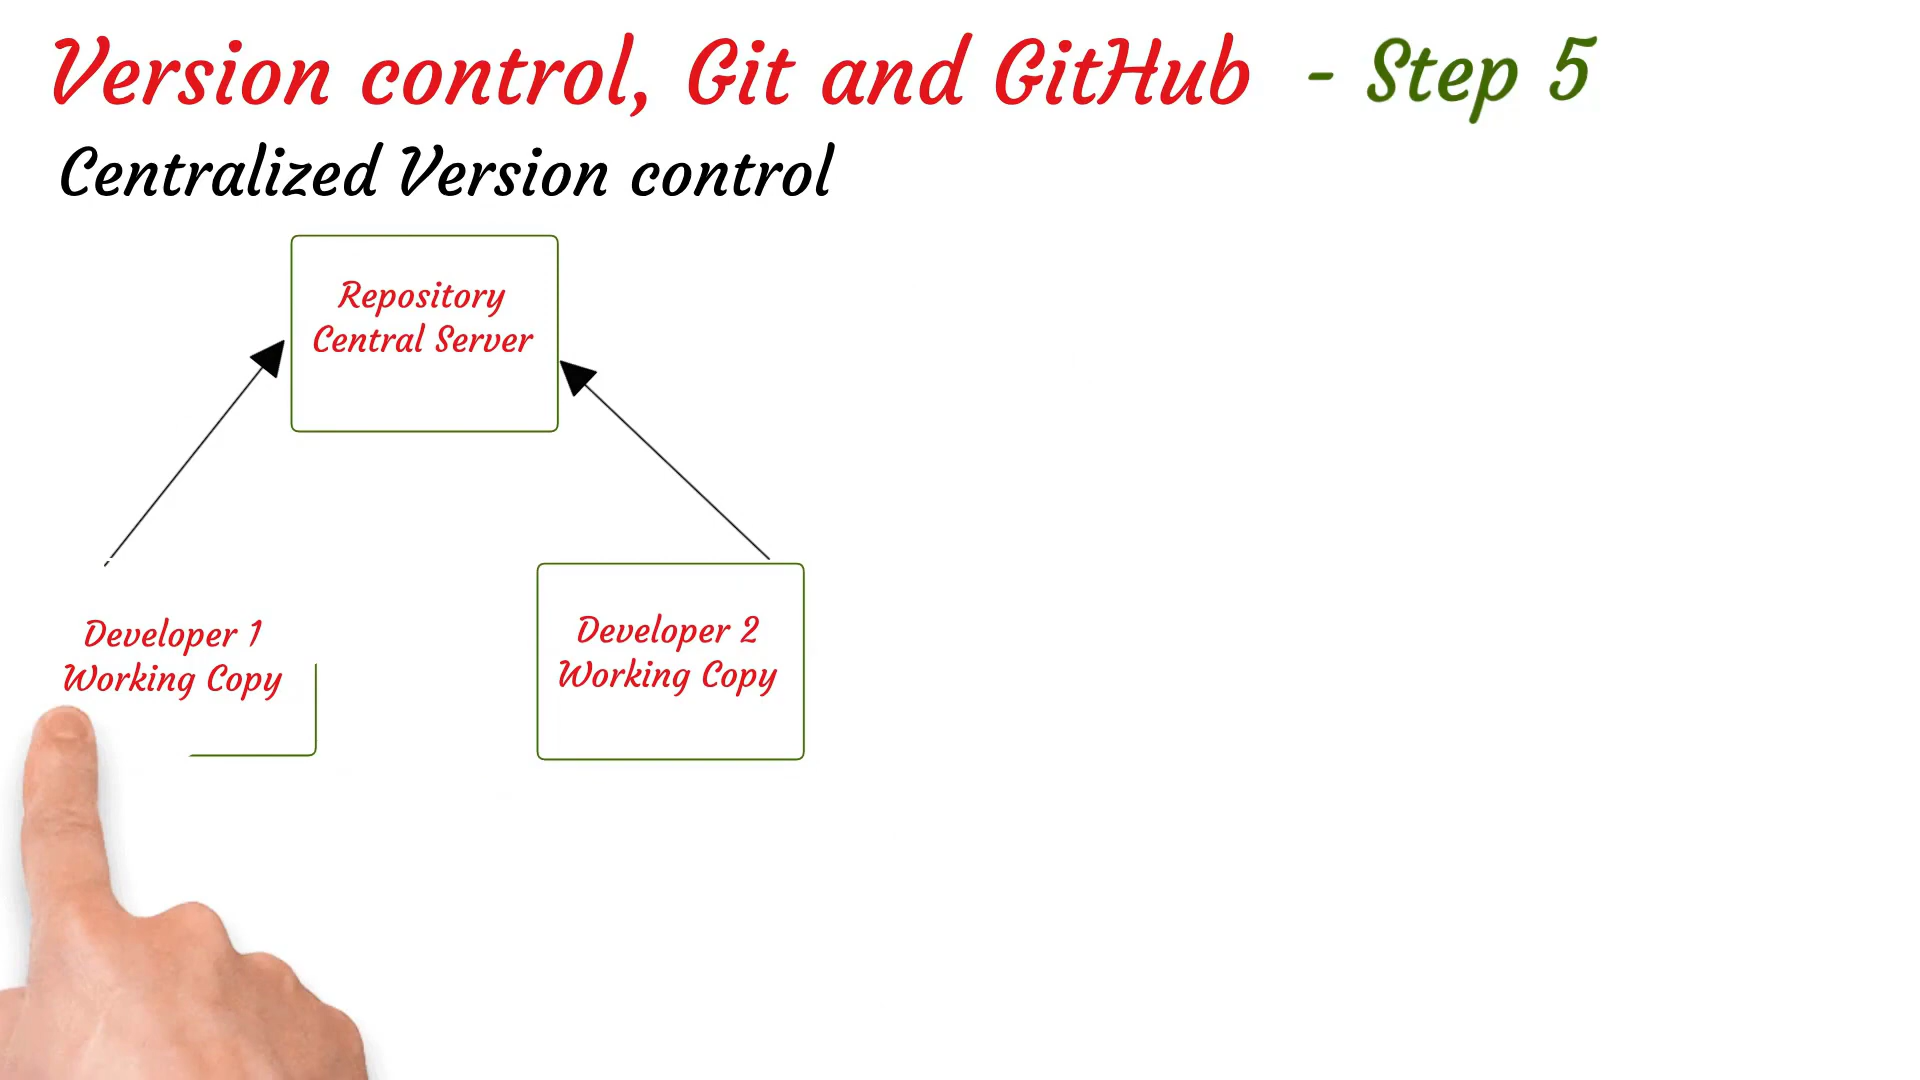 Version control, Git and GitHub - Step 5
Centralized Version control
Repository
Central Server
Developer 1
Working Copy
Developer 2
Working Copy